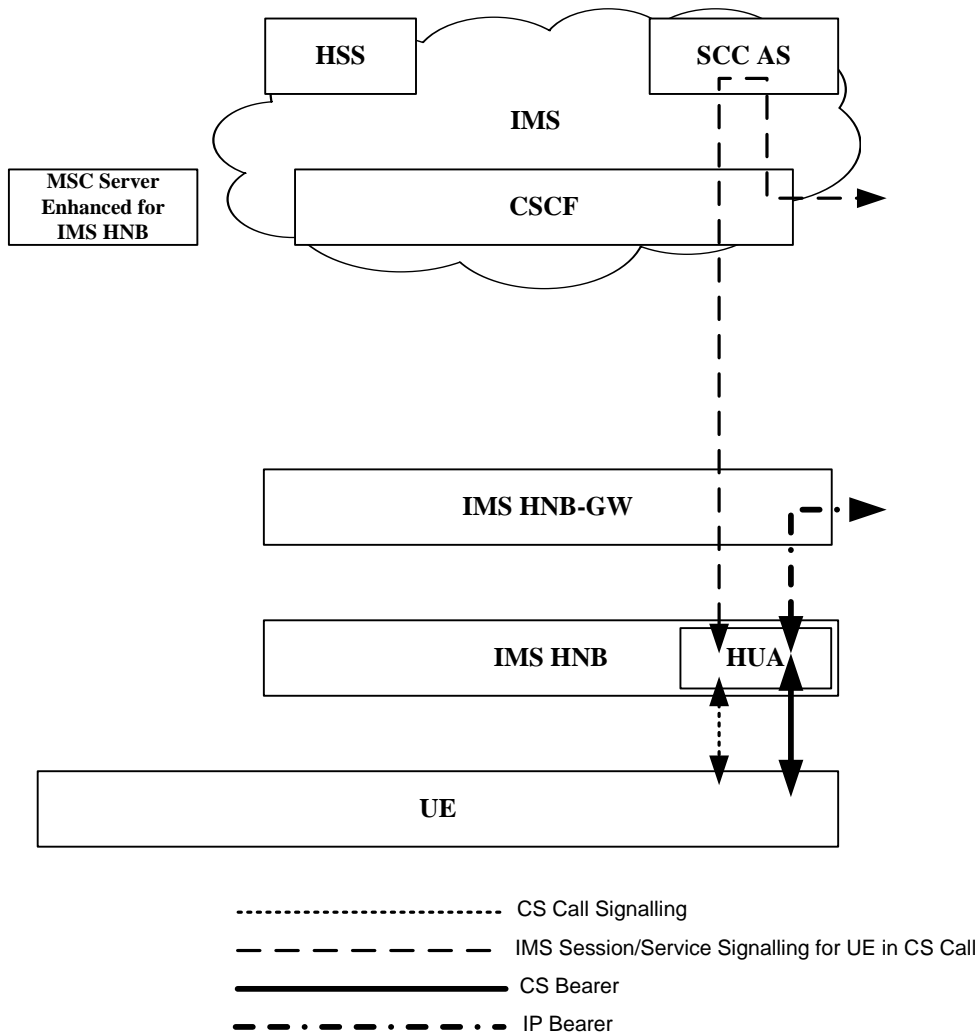 HSS
SCC AS
IMS
MSC Server
Enhanced for
IMS HNB
CSCF
IMS HNB-GW
IMS HNB
HUA
UE
CS Call Signalling
IMS Session/Service Signalling for UE in CS Call
CS Bearer
IP Bearer